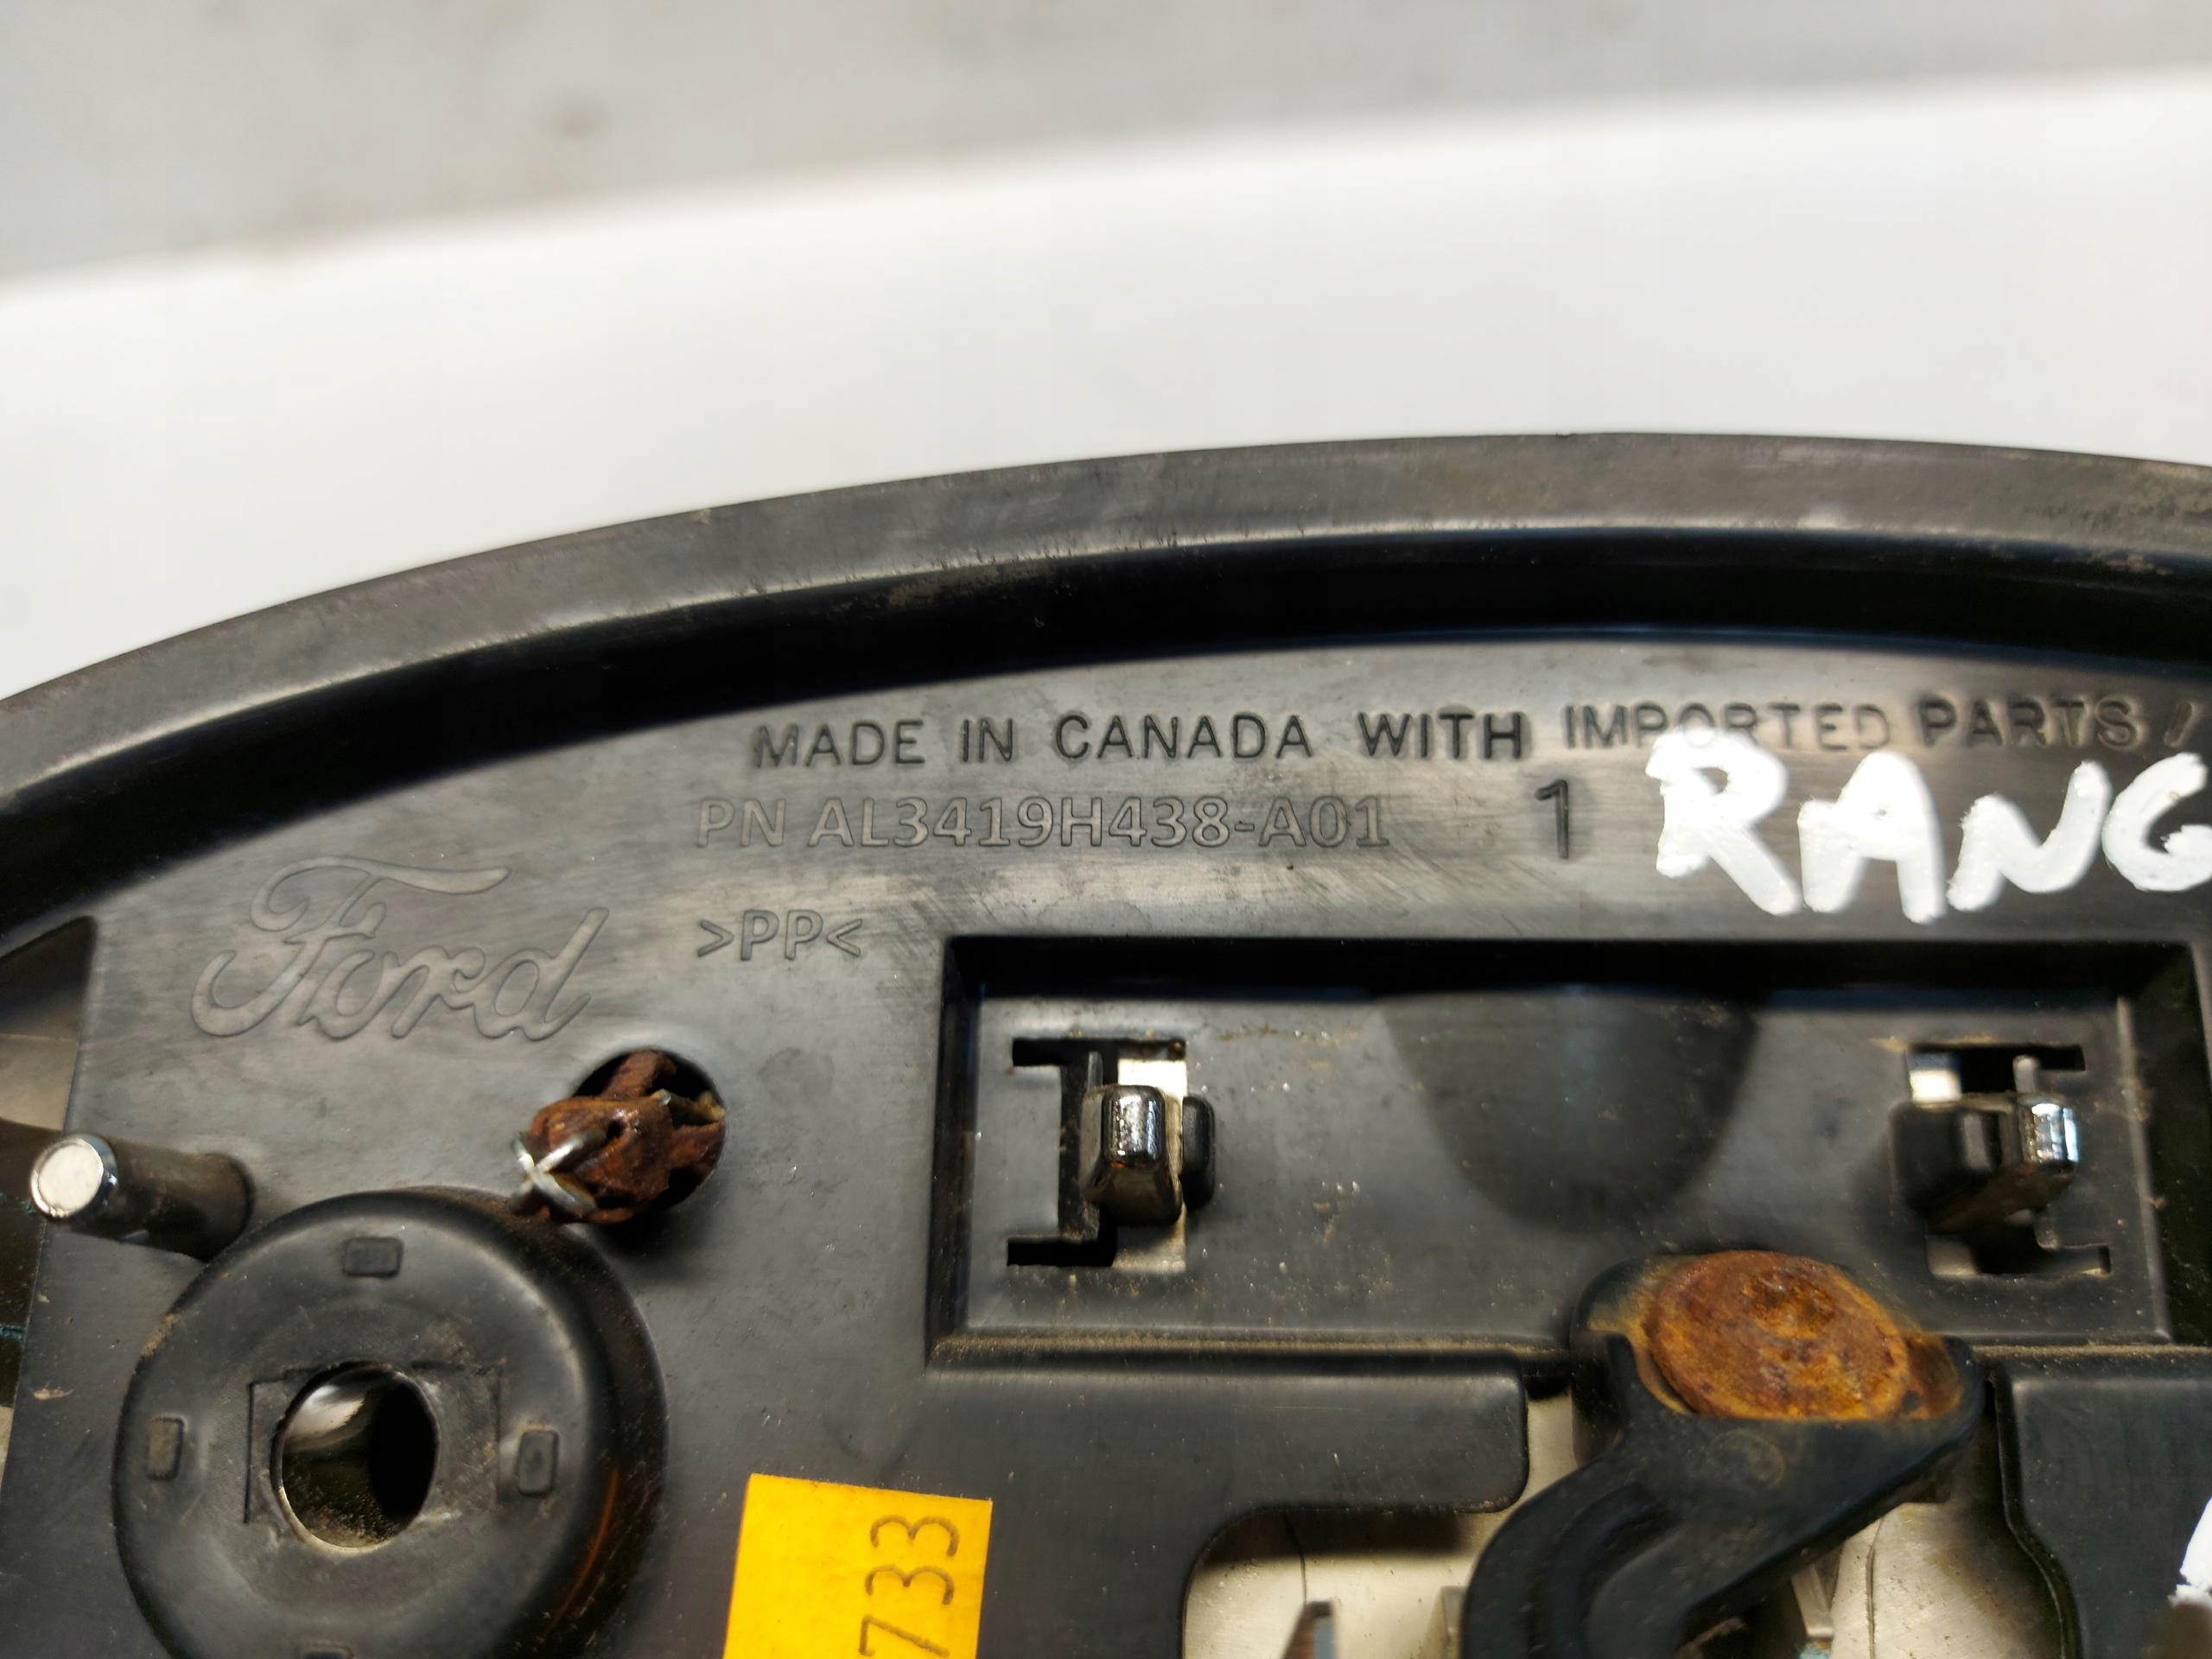 MADE IN CANADA WITH IMPORTED PARTS /
PN AL3419H438-A01 1
RANG
Ford
>PP<
733